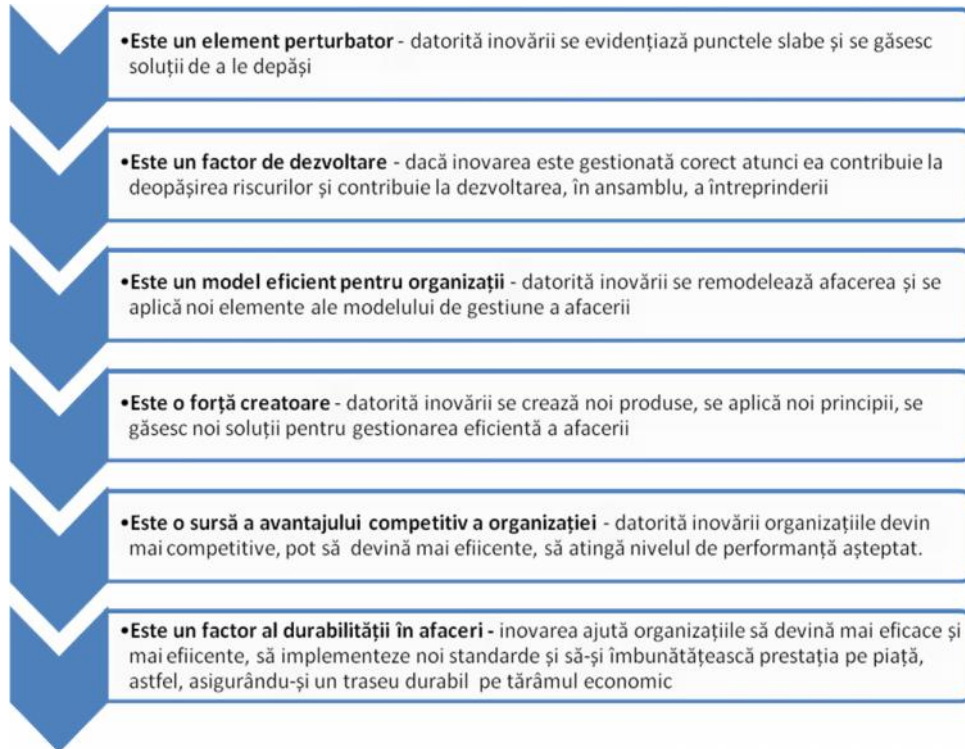 •Este un element perturbator - datorită inovării se evidențiază punctele slabe și se găsesc
soluții de a le depăși
•Este un factor de dezvoltare - dacă inovarea este gestionată corect atunci ea contribuie la
deopășirea riscurilor și contribuie la dezvoltarea, în ansamblu, a întreprinderii
•Este un model eficient pentru organizații - datorită inovării se remodelează afacerea și se
aplică noi elemente ale modelului de gestiune a afacerii
•Este o forță creatoare - datorită inovării se crează noi produse, se aplică noi principii, se
găsesc noi soluții pentru gestionarea eficientă a afacerii
•Este o sursă a avantajului competitiv a organizației - datorită inovării organizațiile devin
mai competitive, pot să devină mai efiicente, să atingă nivelul de performanță așteptat.
•Este un factor al durabilității în afaceri - inovarea ajută organizațiile să devină mai eficace și
mai efiicente, să implementeze noi standarde și să-și îmbunătățească prestația pe piață,
astfel, asigurându-și un traseu durabil pe tărâmul economic